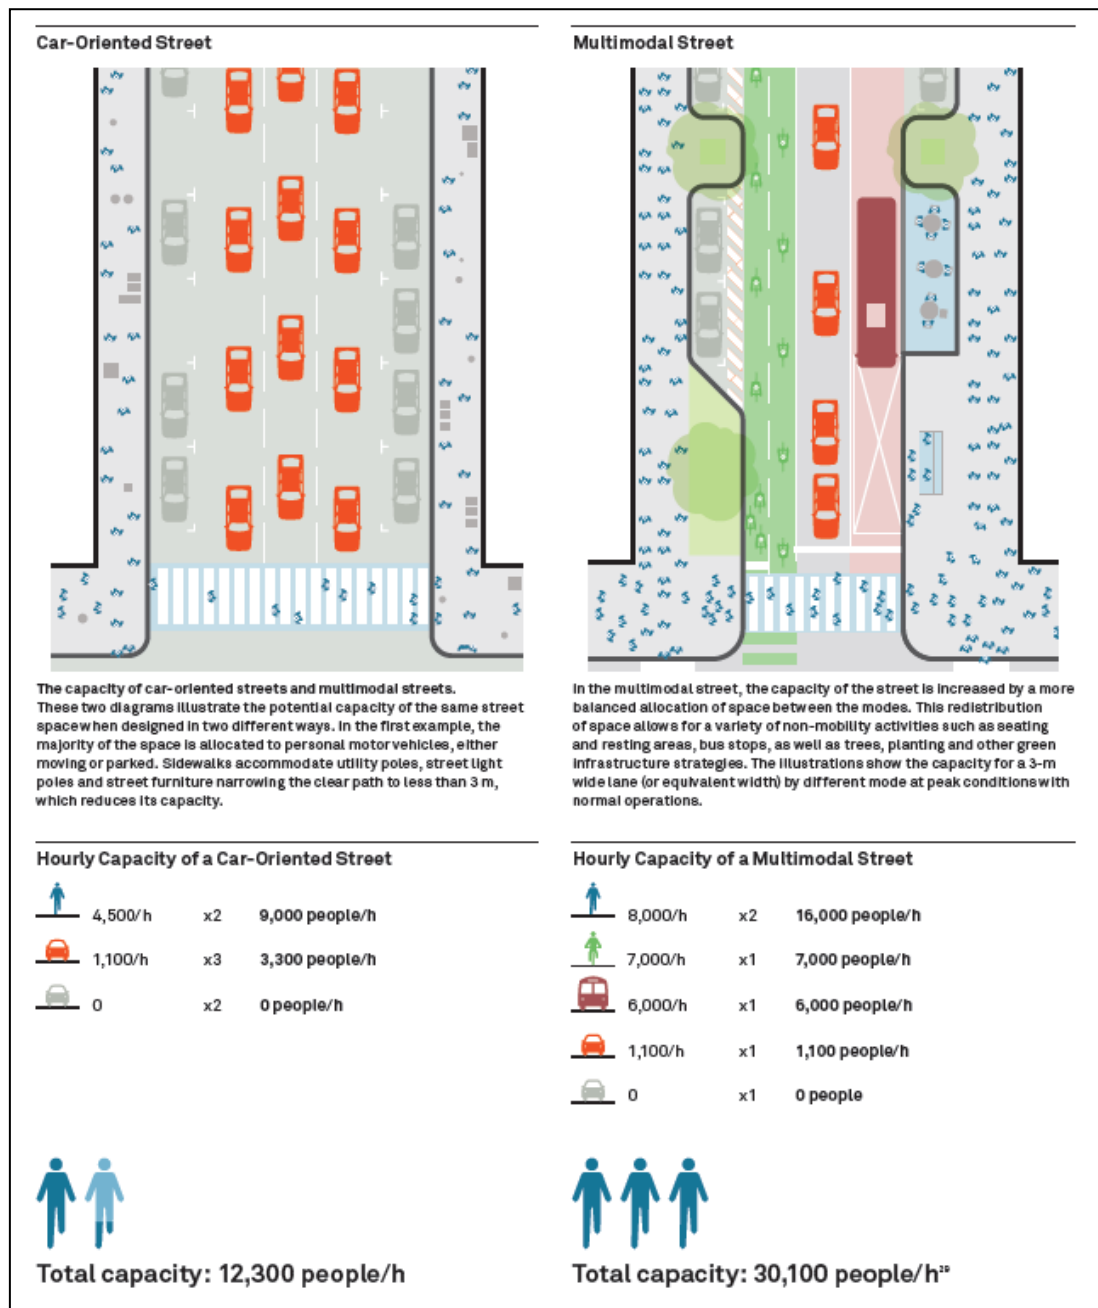 Car-Oriented Street
The capacity of car-oriented streets and multimodal streets.
These two diagrams illustrate the potential capacity of the same street
space when designed in two different ways. In the first example, the
majority of the space is allocated to personal motor vehicles, either
moving or parked. Sidewalks accommodate utility poles, street light
poles and street furniture narrowing the clear path to less than 3 m,
which reduces its capacity.
Hourly Capacity of a Car-Oriented Street
4,500/h x2 9,000 people/h
1,100/h x3 3,300 people/h
0 x2 0 people/h
Total capacity: 12,300 people/h
Multimodal Street
In the multimodal street, the capacity of the street is increased by a more
balanced allocation of space between the modes. This redistribution
of space allows for a variety of non-mobility activities such as seating
and resting areas, bus stops, as well as trees, planting and other green
infrastructure strategies. The illustrations show the capacity for a 3-m
wide lane (or equivalent width) by different mode at peak conditions with
normal operations.
Hourly Capacity of a Multimodal Street
8,000/h x2 16,000 people/h
7,000/h x1 7,000 people/h
6,000/h x1 6,000 people/h
1,100/h x1 1,100 people/h
0 x1 0 people
Total capacity: 30,100 people/h²⁹